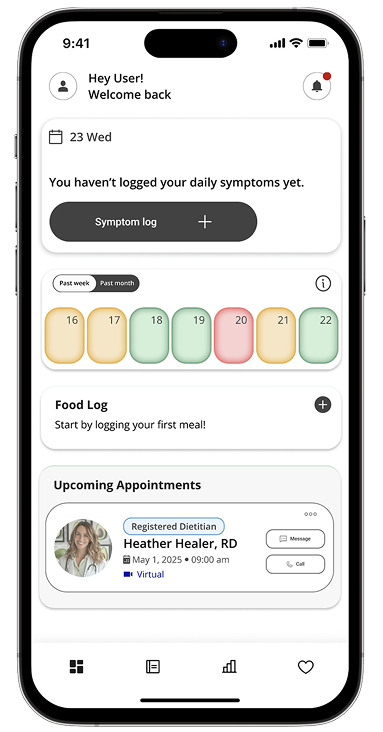 9:41
Hey User!
Welcome back
23 Wed
You haven't logged your daily symptoms yet.
Symptom log
Past week Past month
16 17 18 19 20 21 22
Food Log
Start by logging your first meal!
Upcoming Appointments
Registered Dietitian
Heather Healer, RD
May 1, 2025 • 09:00 am
Virtual
Message
Call